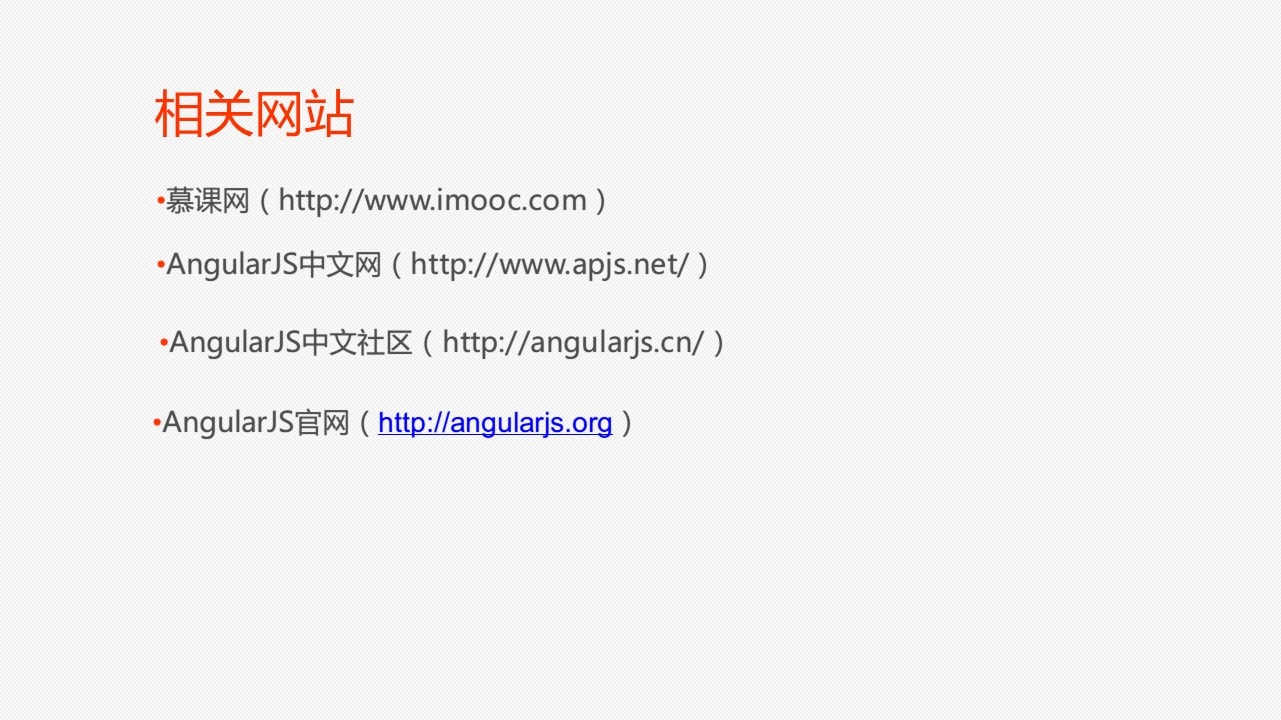 相关网站
•慕课网（http://www.imooc.com）
•AngularJS中文网（http://www.apjs.net/）
•AngularJS中文社区（http://angularjs.cn/）
•AngularJS官网（http://angularjs.org）